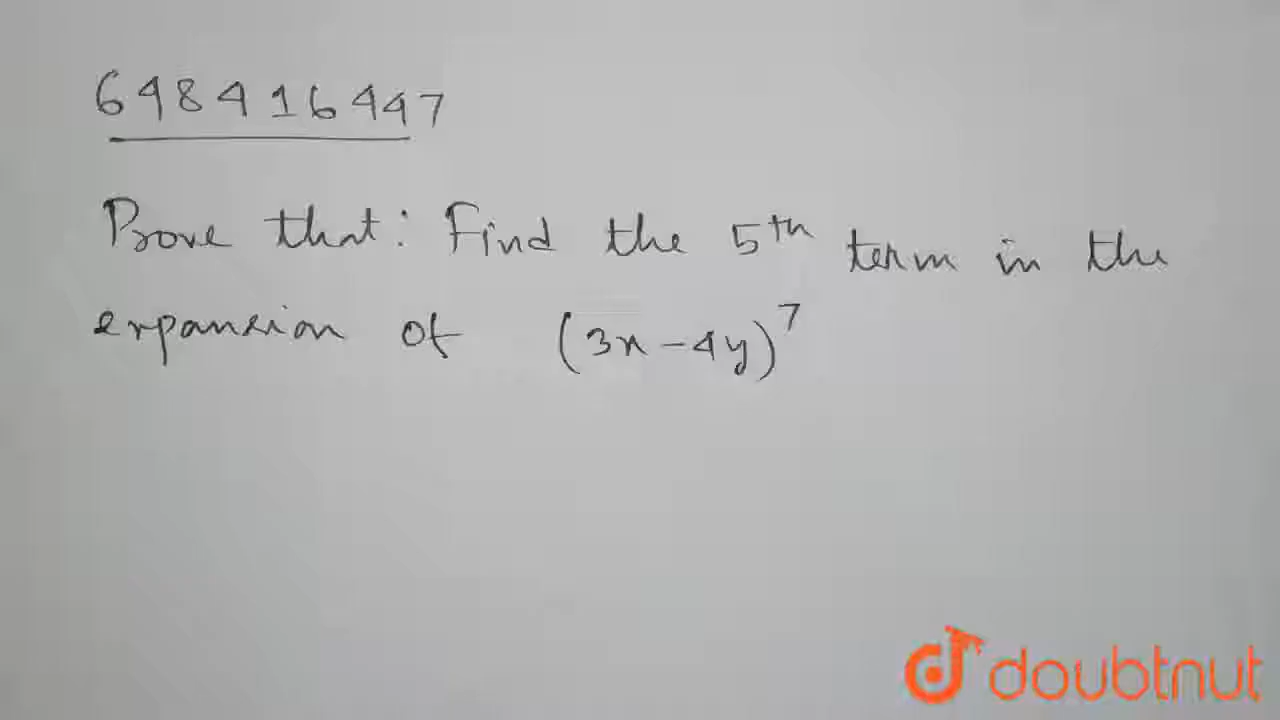 648416447
Prove that: Find the 5th term in the
expansion of (3x-4y)^7
doubtnut